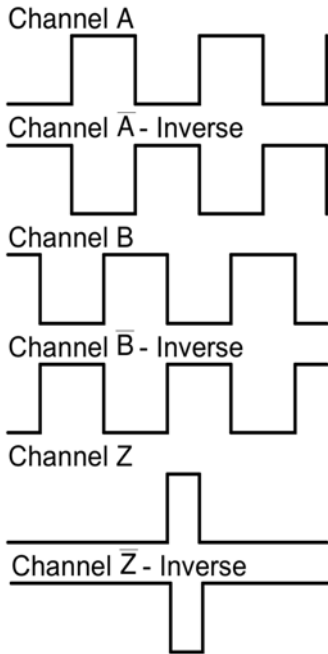 Channel A
Channel A̅ - Inverse
Channel B
Channel B̅ - Inverse
Channel Z
Channel Z̅ - Inverse